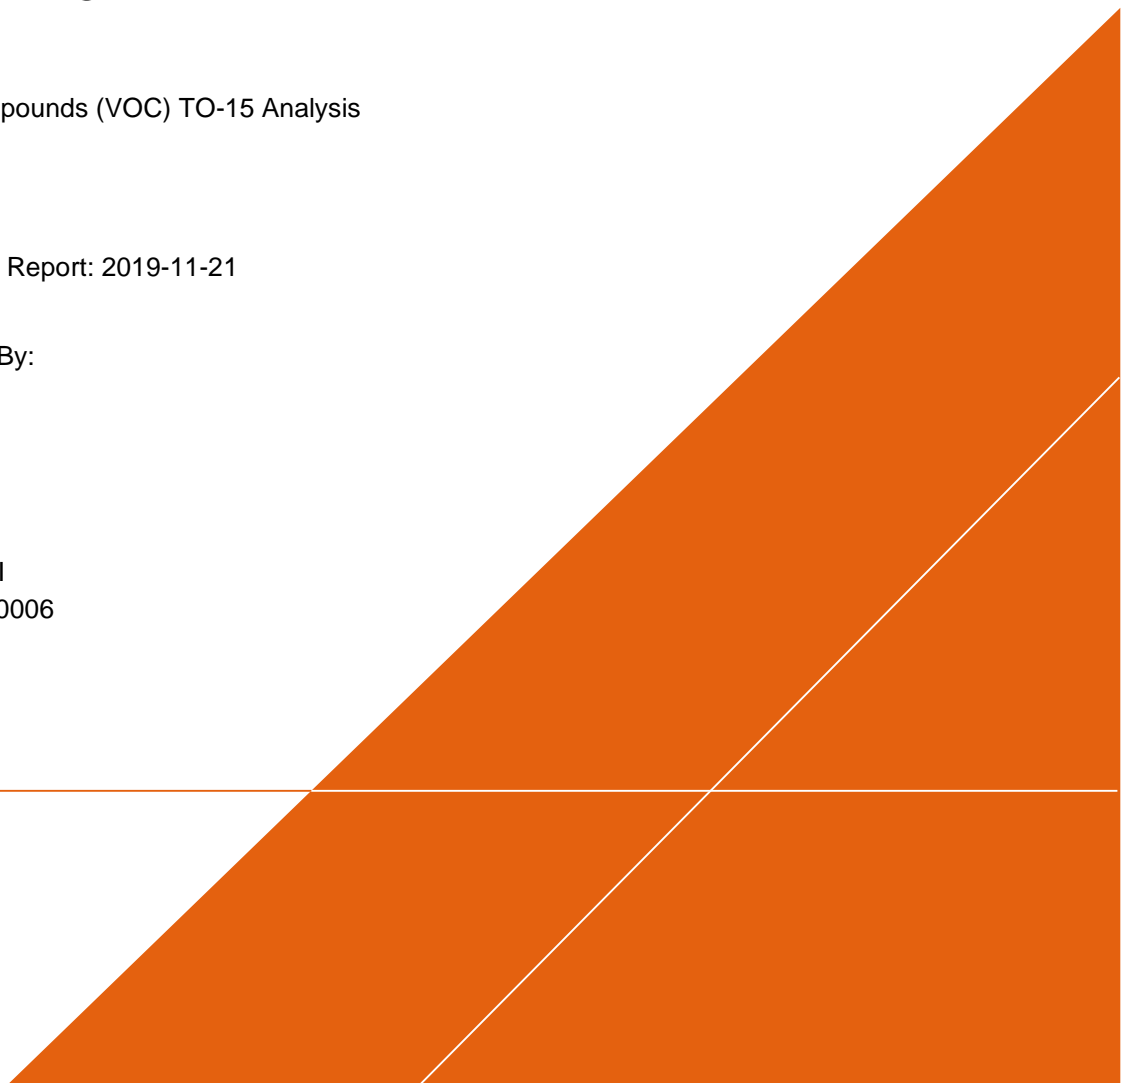 pounds (VOC) TO-15 Analysis
Report: 2019-11-21
By:
0006